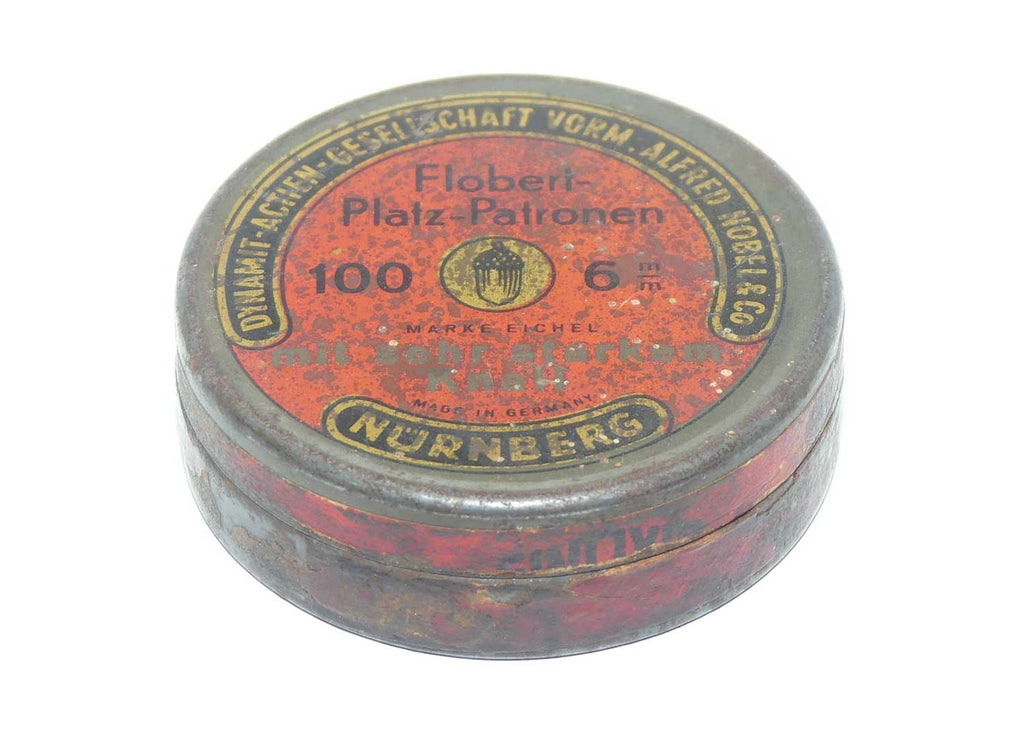 DYNAMIT-ACTIEN-GESELLSCHAFT VORM. ALFRED NOBEL & Co
Flobert-
Platz-Patronen
100 6 m/m
MARKE EICHEL
mit sehr starkem
Knall
MADE IN GERMANY
NÜRNBERG